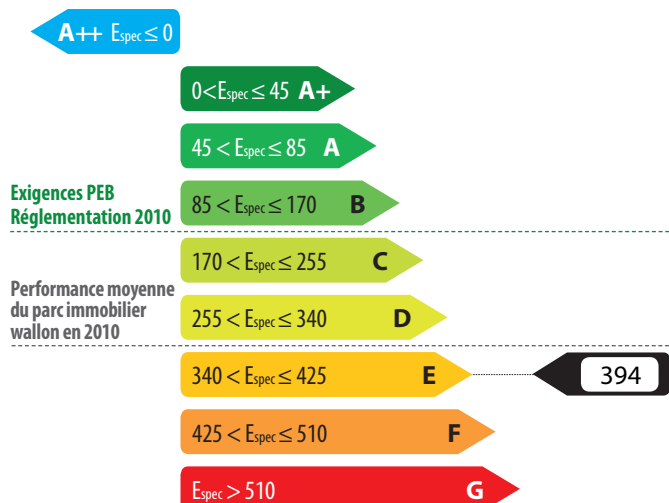 A++ Espec ≤ 0
0<Espec ≤ 45 A+
45 < Espec ≤ 85 A
Exigences PEB
Réglementation 2010
85 < Espec ≤ 170 B
170 < Espec ≤ 255 C
Performance moyenne
du parc immobilier
wallon en 2010
255 < Espec ≤ 340 D
340 < Espec ≤ 425 E
394
425 < Espec ≤ 510 F
Espec > 510 G